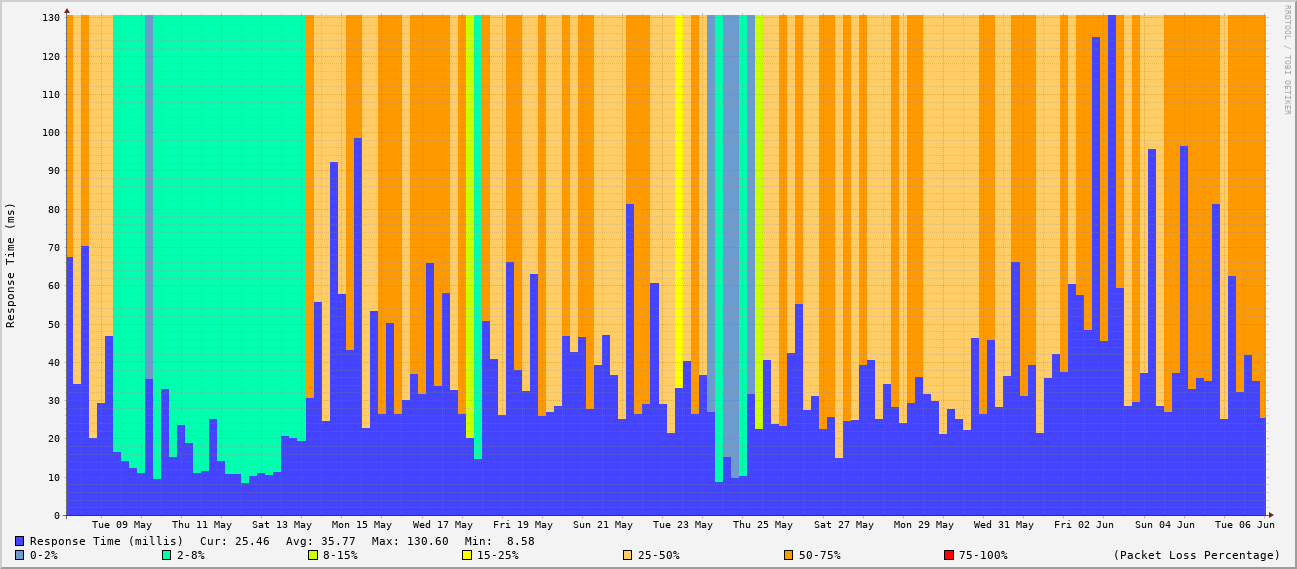 RRDTOOL / TOBI OETIKER
Response Time (ms)
130
120
110
100
90
80
70
60
50
40
30
20
10
0
Tue 09 May Thu 11 May Sat 13 May Mon 15 May Wed 17 May Fri 19 May Sun 21 May Tue 23 May Thu 25 May Sat 27 May Mon 29 May Wed 31 May Fri 02 Jun Sun 04 Jun Tue 06 Jun
Response Time (millis) Cur: 25.46 Avg: 35.77 Max: 130.60 Min: 8.58
0-2% 2-8% 8-15% 15-25% 25-50% 50-75% 75-100% (Packet Loss Percentage)